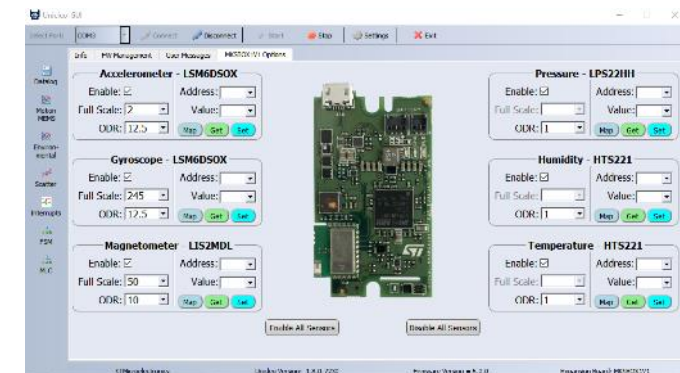 Unicleo GUI
Select Port: COM3 Connect Disconnect Start Stop Settings Exit
Info FW Management User Messages Options
Datalog
Motion MEMS
Environ-mental
Scatter
Interrupts
FSM
MLC
Accelerometer - LSM6DSOX
Enable: Address:
Full Scale: 2 Value:
ODR: 12.5 Map Get Set
Gyroscope - LSM6DSOX
Enable: Address:
Full Scale: 245 Value:
ODR: 12.5 Map Get Set
Magnetometer - LIS2MDL
Enable: Address:
Full Scale: 50 Value:
ODR: 10 Map Get Set
ST
Pressure - LPS22HH
Enable: Address:
Full Scale: Value:
ODR: 1 Map Get Set
Humidity - HTS221
Enable: Address:
Full Scale: Value:
ODR: 1 Map Get Set
Temperature - HTS221
Enable: Address:
Full Scale: Value:
ODR: 1 Map Get Set
Enable All Sensors Disable All Sensors